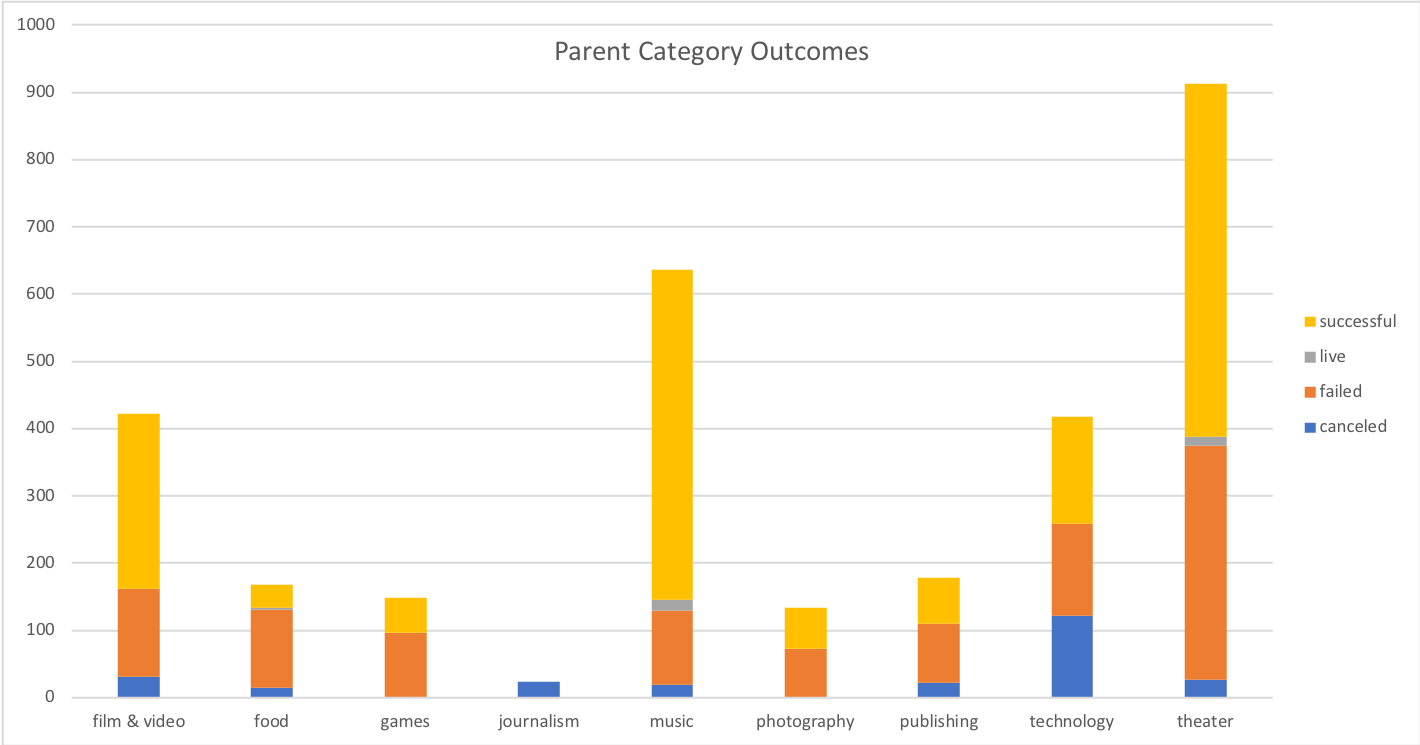 Parent Category Outcomes
1000
900
800
700
600
500
400
300
200
100
0
film & video food games journalism music photography publishing technology theater
successful
live
failed
canceled